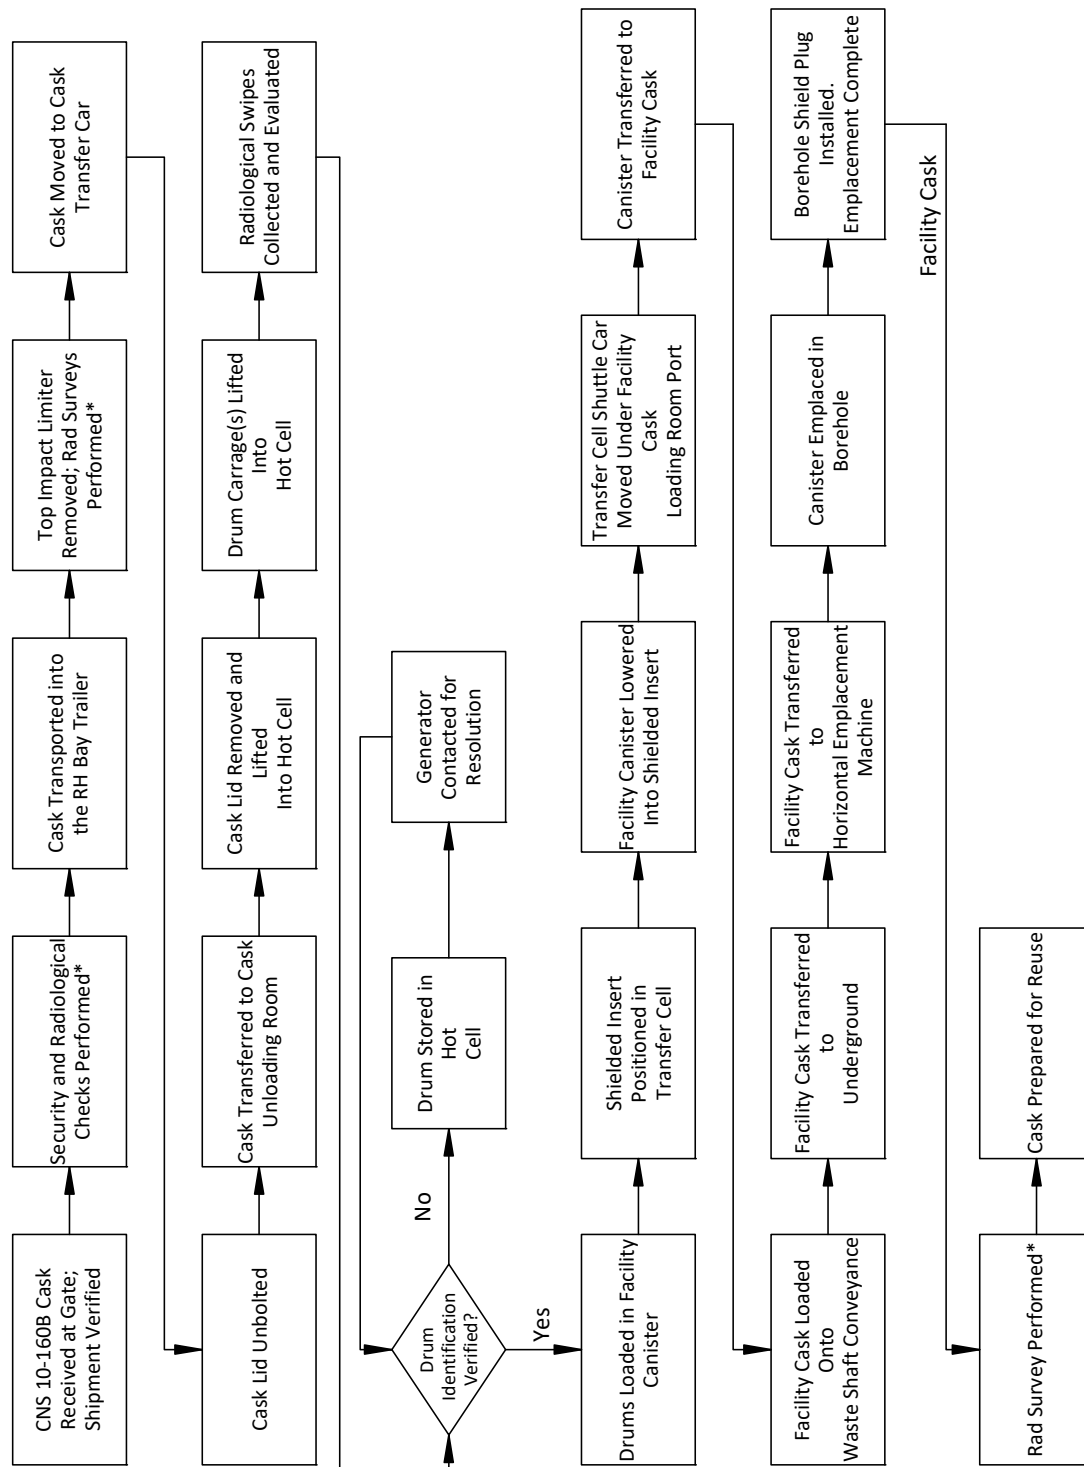 CNS 10-160B Cask
Received at Gate;
Shipment Verified
Security and Radiological
Checks Performed*
Cask Transported into
the RH Bay Trailer
Top Impact Limiter
Removed; Rad Surveys
Performed*
Cask Moved to Cask
Transfer Car
Cask Lid Unbolted
Cask Transferred to Cask
Unloading Room
Cask Lid Removed and
Lifted
Into Hot Cell
Drum Carrage(s) Lifted
Into
Hot Cell
Radiological Swipes
Collected and Evaluated
Drum
Identification
Verified?
No
Drum Stored in
Hot
Cell
Generator
Contacted for
Resolution
Yes
Drums Loaded in Facility
Canister
Shielded Insert
Positioned in
Transfer Cell
Facility Canister Lowered
Into Shielded Insert
Transfer Cell Shuttle Car
Moved Under Facility
Cask
Loading Room Port
Canister Transferred to
Facility Cask
Facility Cask Loaded
Onto
Waste Shaft Conveyance
Facility Cask Transferred
to
Underground
Facility Cask Transferred
to
Horizontal Emplacement
Machine
Canister Emplaced in
Borehole
Borehole Shield Plug
Installed.
Emplacement Complete
Facility Cask
Rad Survey Performed*
Cask Prepared for Reuse